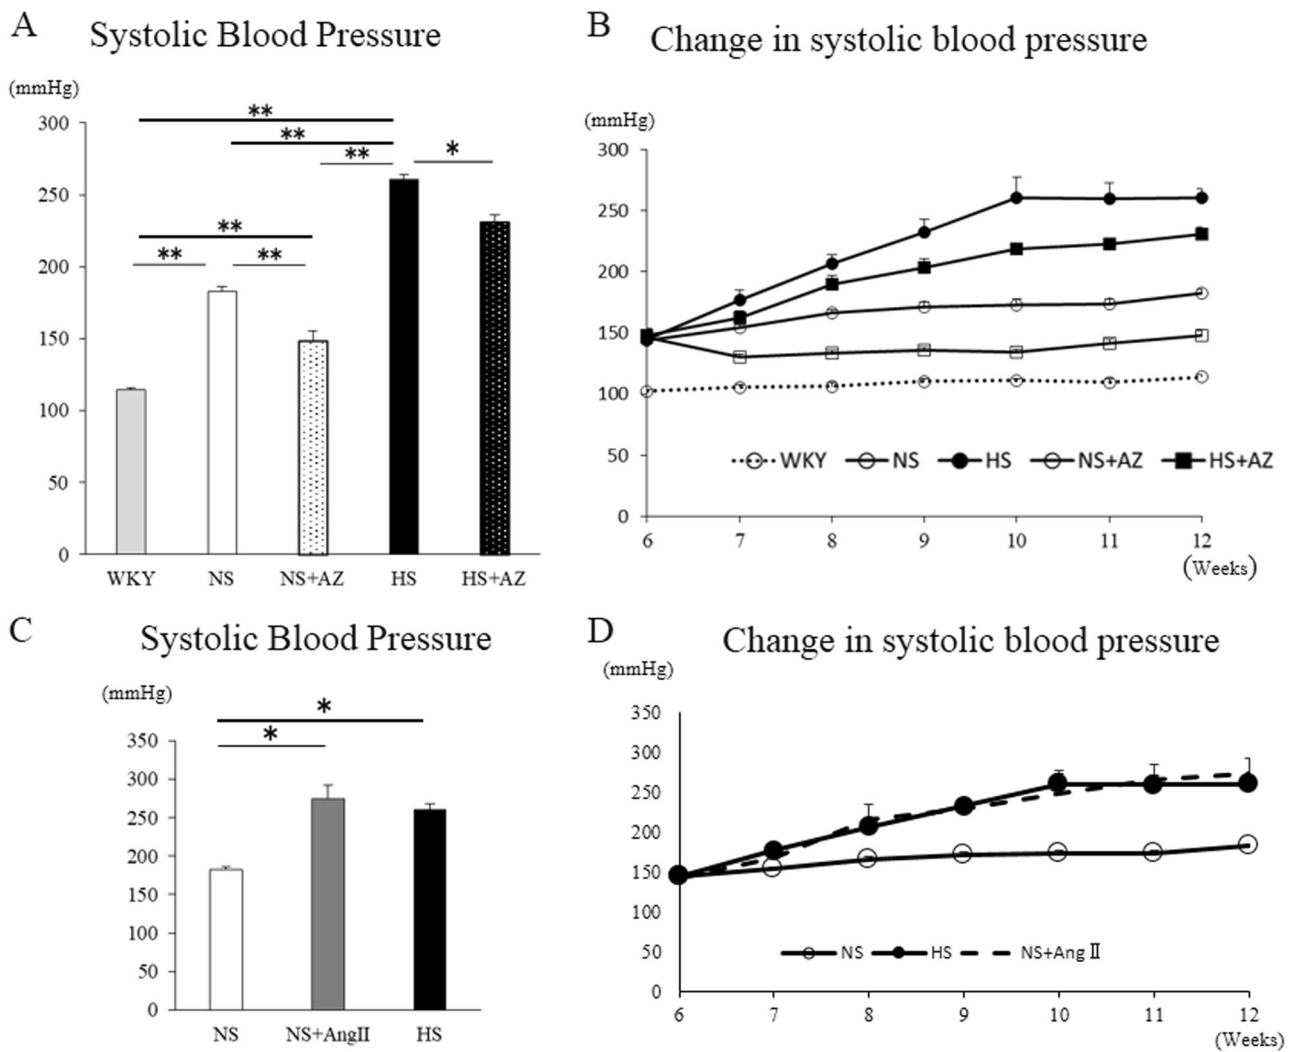 A
Systolic Blood Pressure
(mmHg)
300
250
200
150
100
50
0
**
**
**
*
**
**
**
WKY NS NS+AZ HS HS+AZ
B
Change in systolic blood pressure
(mmHg)
300
250
200
150
100
50
0
WKY NS HS NS+AZ HS+AZ
6 7 8 9 10 11 12
(Weeks)
C
Systolic Blood Pressure
(mmHg)
350
300
250
200
150
100
50
0
*
*
NS NS+AngII HS
D
Change in systolic blood pressure
(mmHg)
350
300
250
200
150
100
50
0
NS HS NS+Ang Ⅱ
6 7 8 9 10 11 12
(Weeks)